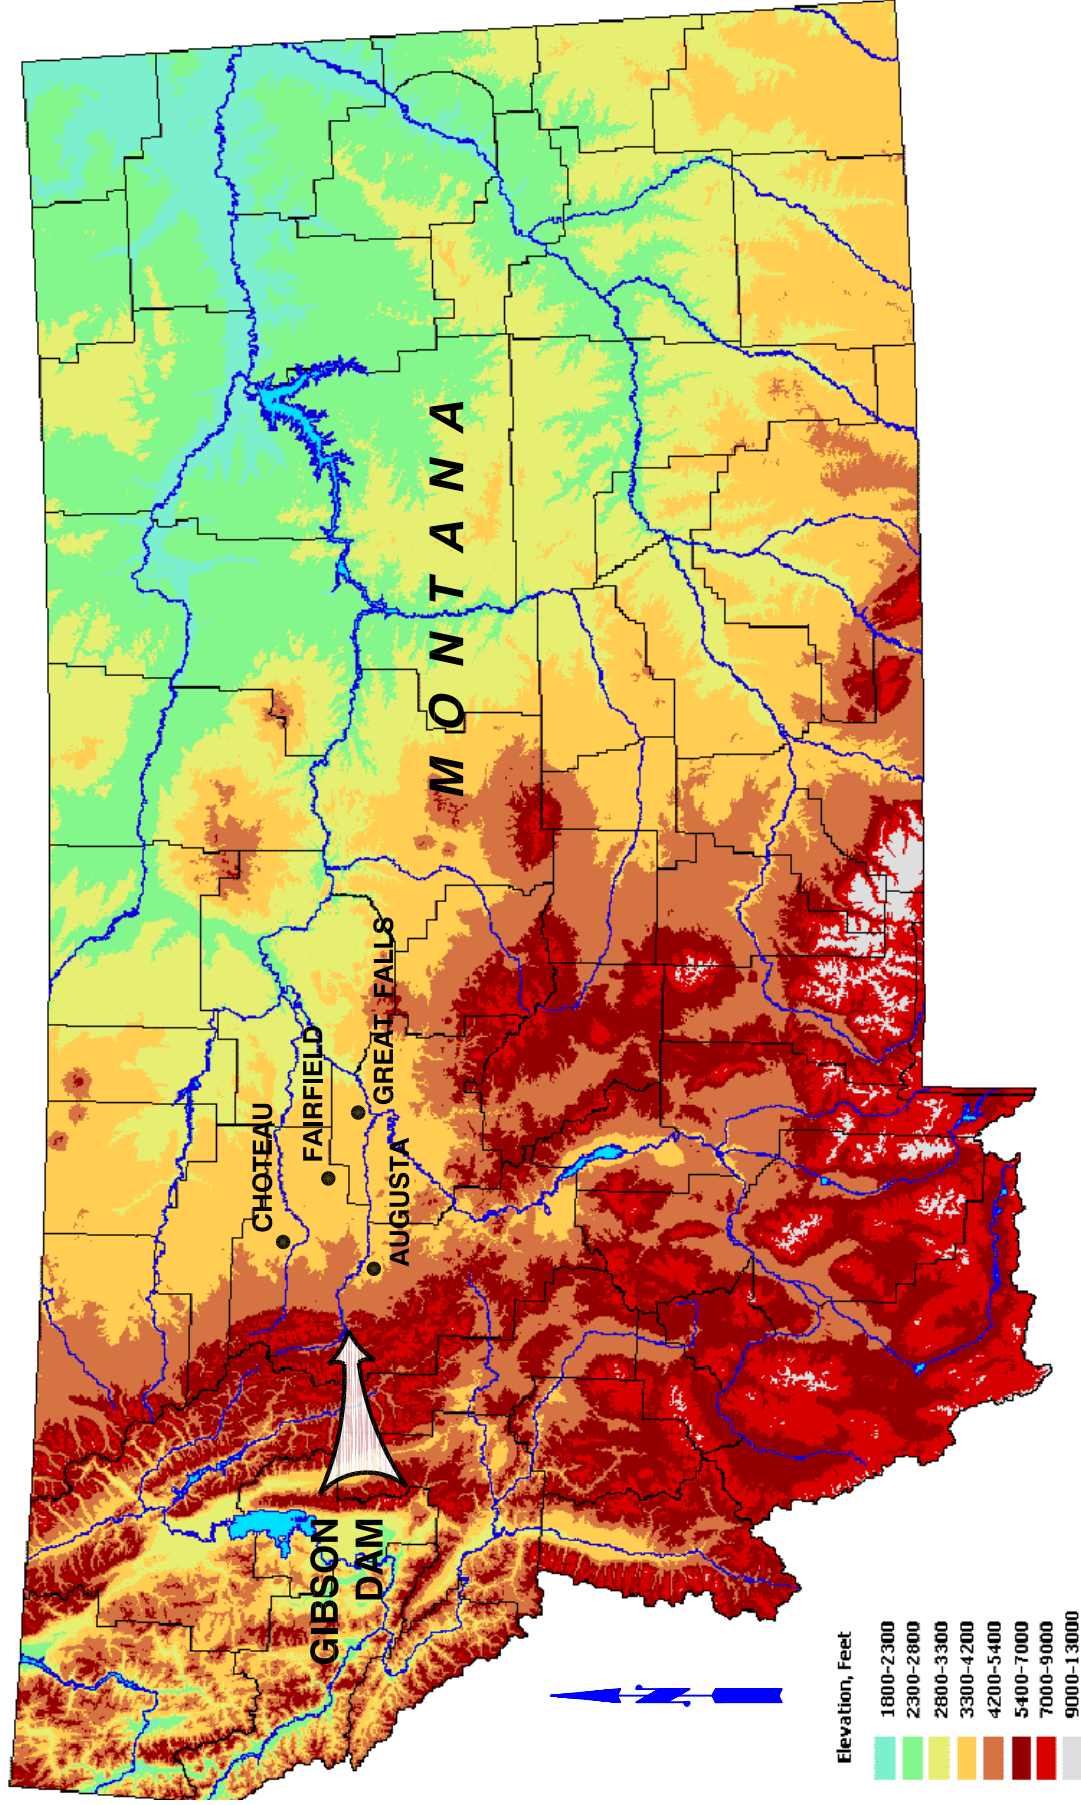 GIBSON
DAM
CHOTEAU
FAIRFIELD
AUGUSTA
GREAT FALLS
MONTANA
N
Elevation, Feet
1800-2300
2300-2800
2800-3300
3300-4200
4200-5400
5400-7000
7000-9000
9000-13000